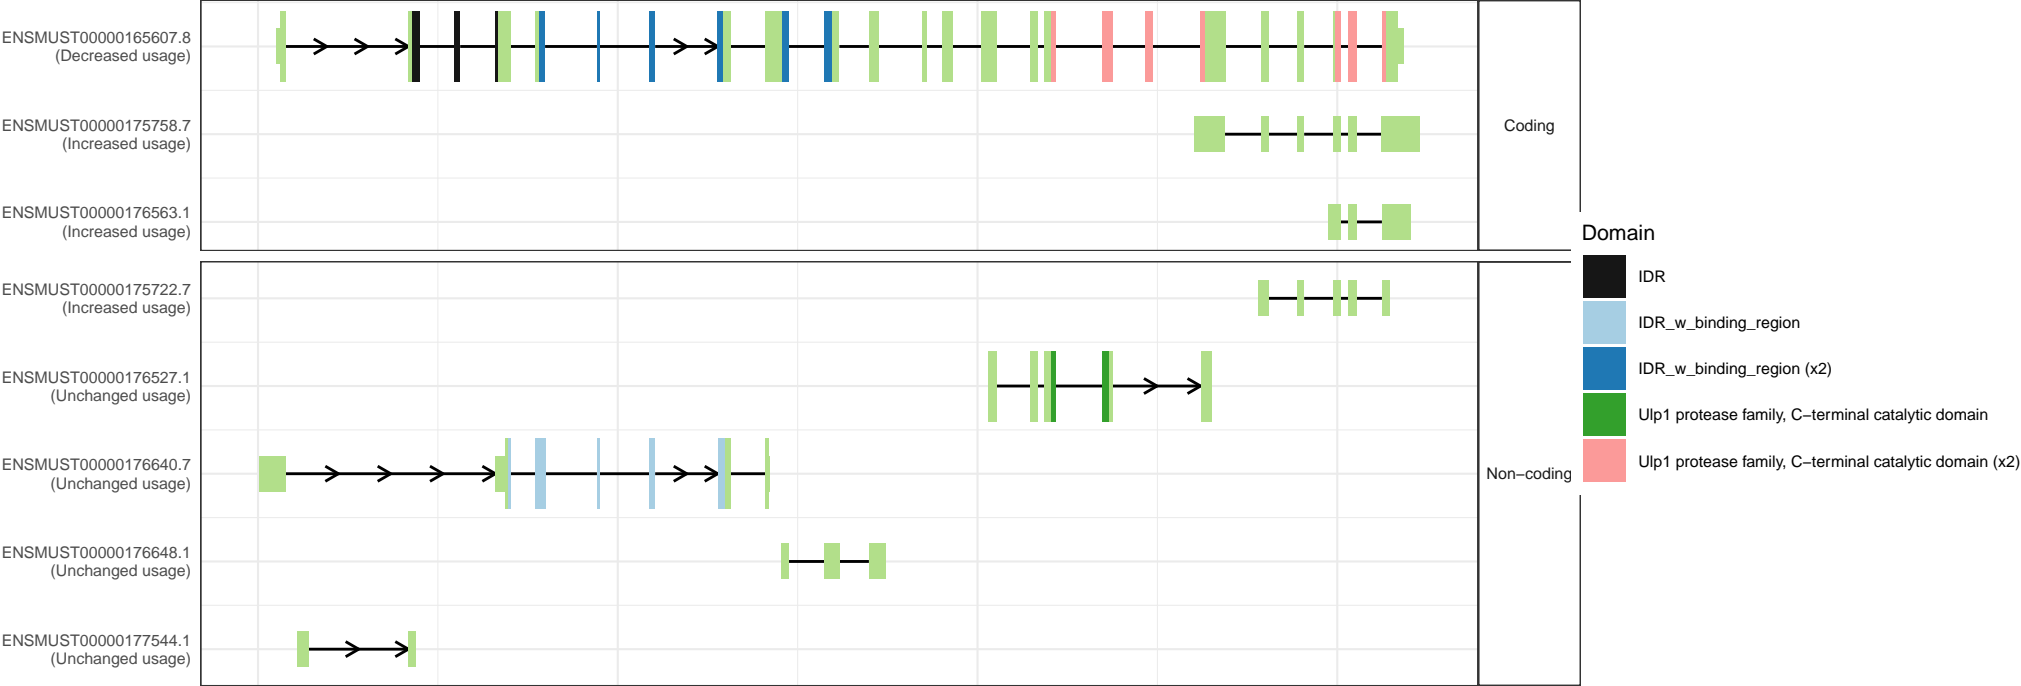 ENSMUST00000165607.8
(Decreased usage)
ENSMUST00000175758.7
(Increased usage)
Coding
ENSMUST00000176563.1
(Increased usage)
Domain
IDR
IDR_w_binding_region
IDR_w_binding_region (x2)
Ulp1 protease family, C−terminal catalytic domain
Ulp1 protease family, C−terminal catalytic domain (x2)
ENSMUST00000175722.7
(Increased usage)
ENSMUST00000176527.1
(Unchanged usage)
ENSMUST00000176640.7
(Unchanged usage)
Non−coding
ENSMUST00000176648.1
(Unchanged usage)
ENSMUST00000177544.1
(Unchanged usage)